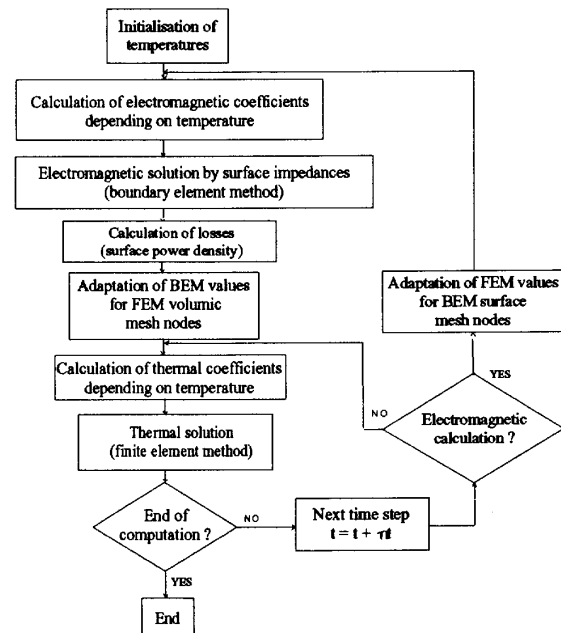 Initialisation of
temperatures
Calculation of electromagnetic coefficients
depending on temperature
Electromagnetic solution by surface impedances
(boundary element method)
Calculation of losses
(surface power density)
Adaptation of BEM values
for FEM volumic
mesh nodes
Adaptation of FEM values
for BEM surface
mesh nodes
Calculation of thermal coefficients
depending on temperature
YES
NO
Electromagnetic
calculation ?
Thermal solution
(finite element method)
End of
computation ?
NO
Next time step
t = t + τt
YES
End